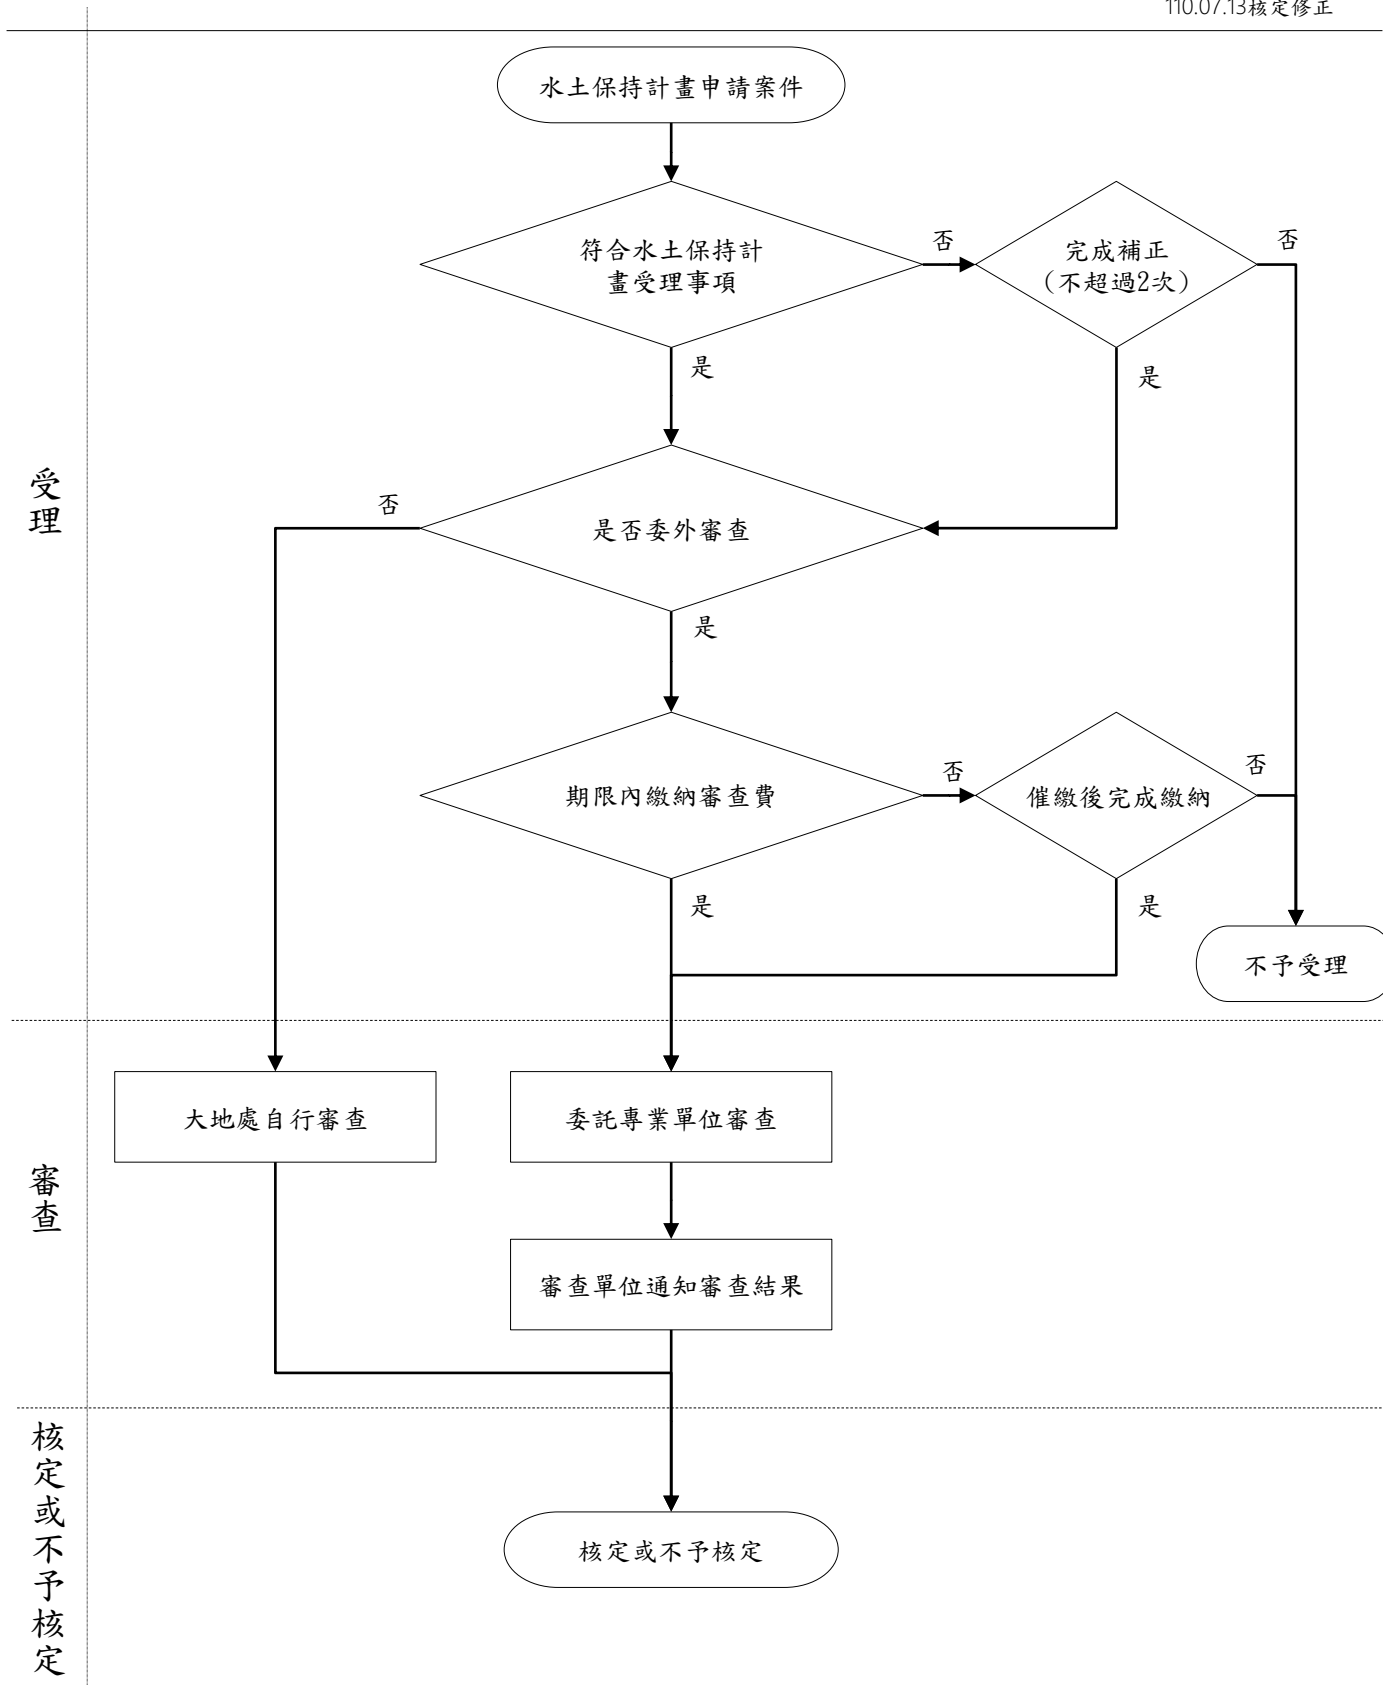 110.07.13核定修正
水土保持計畫申請案件
符合水土保持計
畫受理事項
否
完成補正
（不超過2次）
否
是
是
受理
否
是否委外審查
是
期限內繳納審查費
否
催繳後完成繳納
否
是
是
不予受理
審查
大地處自行審查
委託專業單位審查
審查單位通知審查結果
核定或不予核定
核定或不予核定